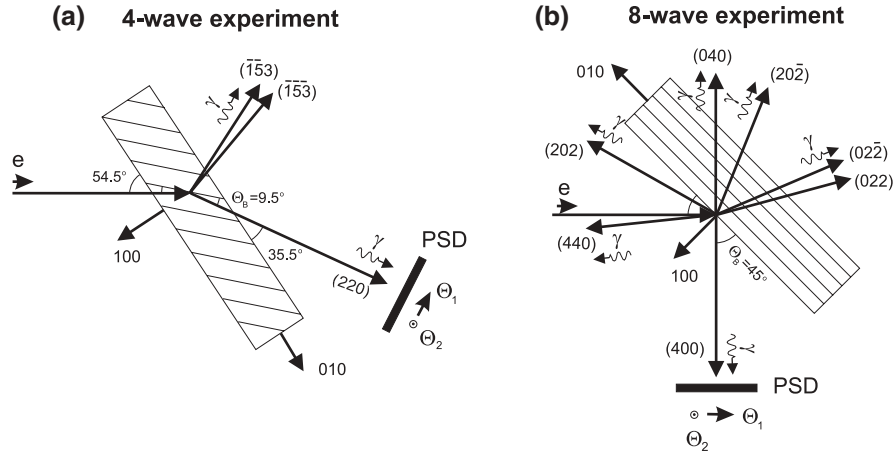 (a) 4-wave experiment
(1̅5̅3)
(1̅5̅3̅)
γ
e
54.5°
ΘB=9.5°
100
35.5°
γ
(220)
PSD
Θ1
Θ2
010
(b) 8-wave experiment
010
(040)
(202̅)
γ
γ
γ
(202)
γ
(022̅)
e
(022)
(440)
γ
100
ΘB=45°
(400)
γ
PSD
Θ1
Θ2